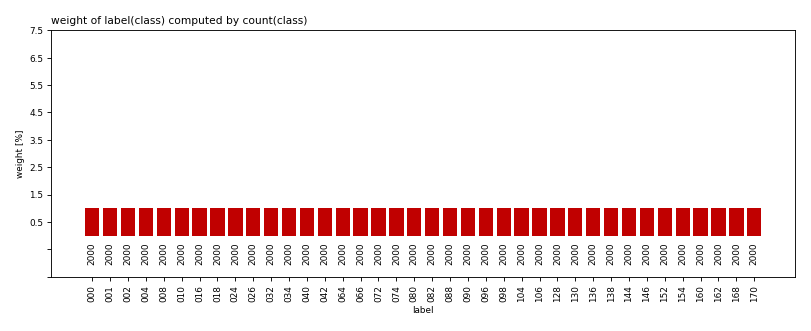 weight of label(class) computed by count(class)
7.5
6.5
5.5
4.5
3.5
2.5
1.5
0.5
weight [%]
2000 2000 2000 2000 2000 2000 2000 2000 2000 2000 2000 2000 2000 2000 2000 2000 2000 2000 2000 2000 2000 2000 2000 2000 2000 2000 2000 2000 2000 2000 2000 2000 2000 2000 2000 2000 2000 2000
000 001 002 004 008 010 016 018 024 026 032 034 040 042 064 066 072 074 080 082 088 090 096 098 104 106 128 130 136 138 144 146 152 154 160 162 168 170
label